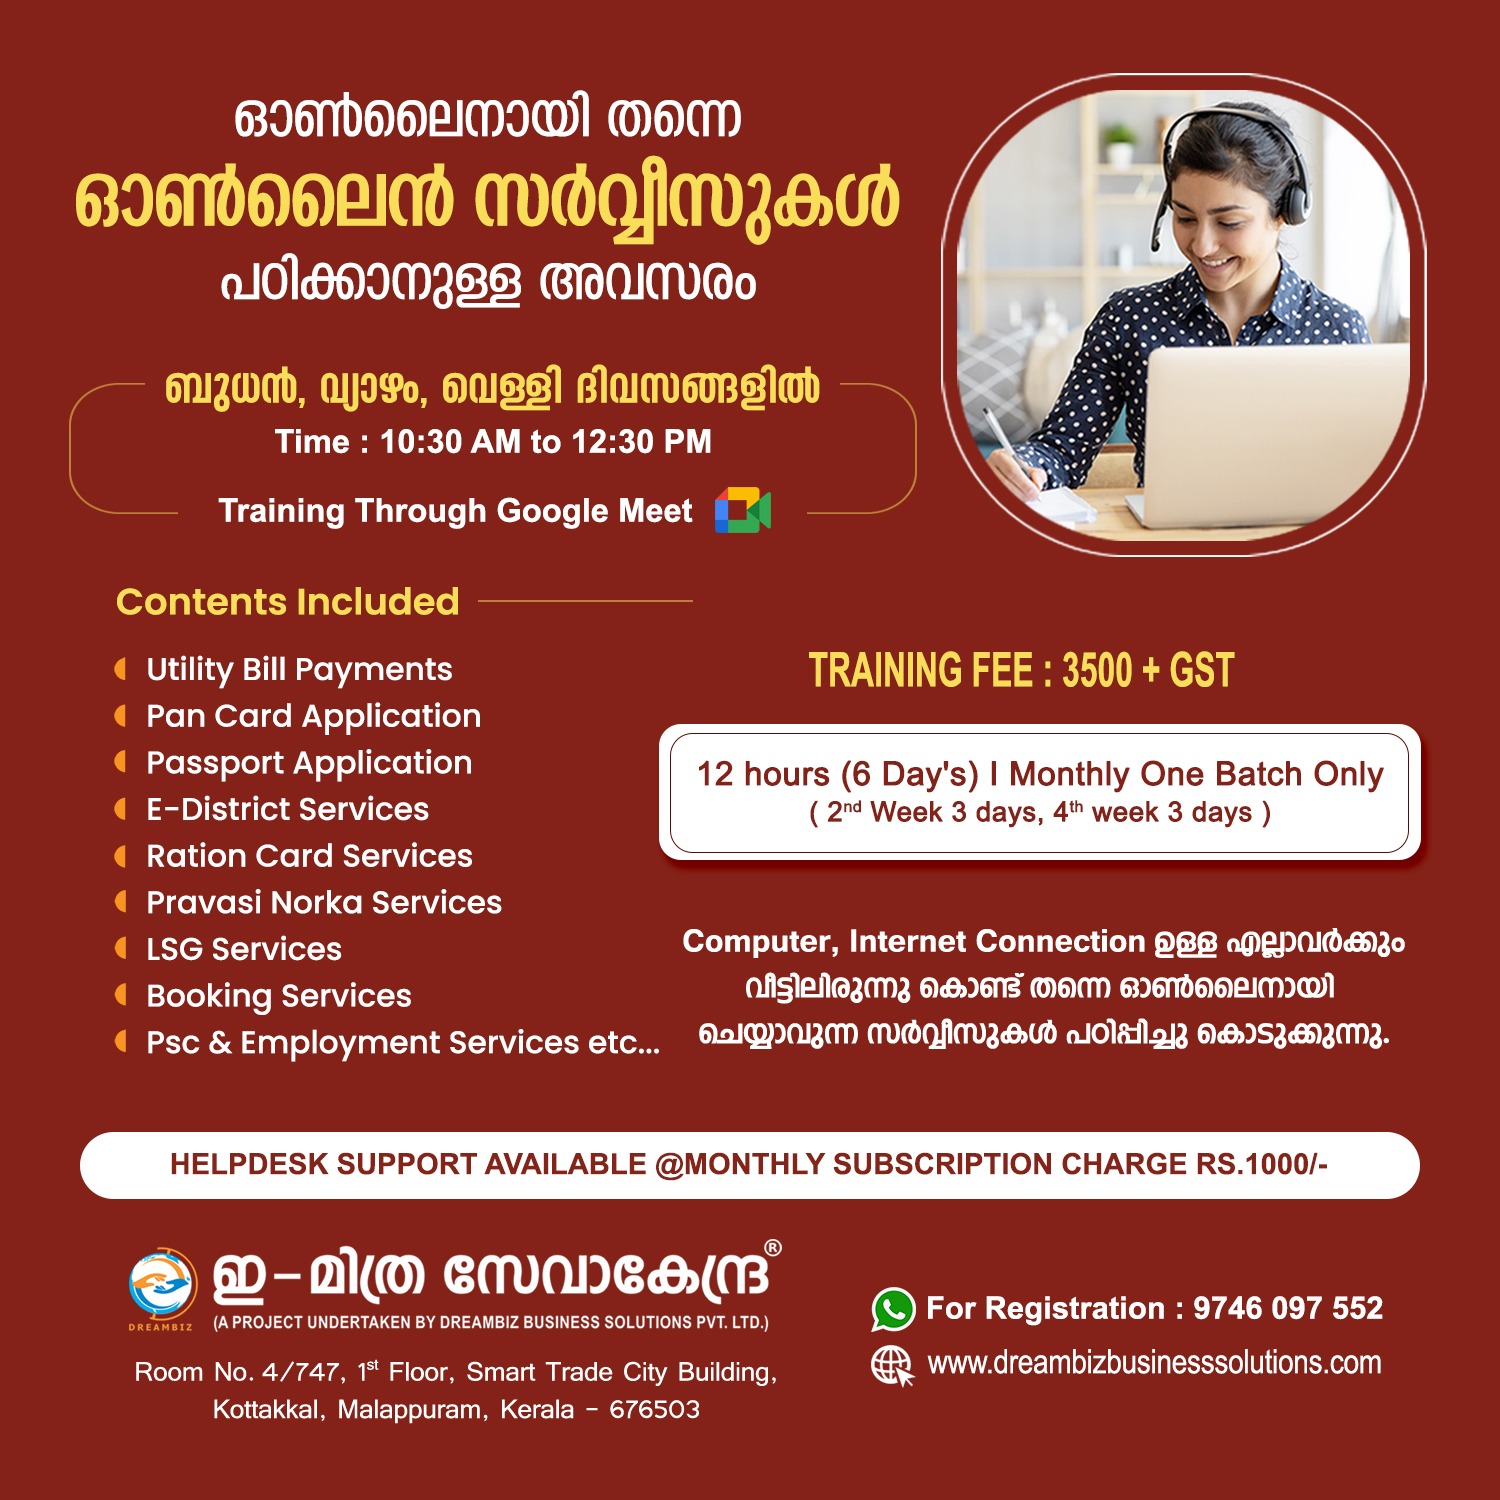 ഓൺലൈനായി തന്നെ
ഓൺലൈൻ സർവ്വീസുകൾ
പഠിക്കാനുള്ള അവസരം
ബുധൻ, വ്യാഴം, വെള്ളി ദിവസങ്ങളിൽ
Time : 10:30 AM to 12:30 PM
Training Through Google Meet
Contents Included
Utility Bill Payments
Pan Card Application
Passport Application
E-District Services
Ration Card Services
Pravasi Norka Services
LSG Services
Booking Services
Psc & Employment Services etc...
TRAINING FEE : 3500 + GST
12 hours (6 Day's) I Monthly One Batch Only
( 2nd Week 3 days, 4th week 3 days )
Computer, Internet Connection ഉള്ള എല്ലാവർക്കും
വീട്ടിലിരുന്നു കൊണ്ട് തന്നെ ഓൺലൈനായി
ചെയ്യാവുന്ന സർവ്വീസുകൾ പഠിപ്പിച്ചു കൊടുക്കുന്നു.
HELPDESK SUPPORT AVAILABLE @MONTHLY SUBSCRIPTION CHARGE RS.1000/-
DREAMBIZ
ഇ-മിത്ര സേവാകേന്ദ്ര®
(A PROJECT UNDERTAKEN BY DREAMBIZ BUSINESS SOLUTIONS PVT. LTD.)
Room No. 4/747, 1st Floor, Smart Trade City Building,
Kottakkal, Malappuram, Kerala - 676503
For Registration : 9746 097 552
www.dreambizbusinesssolutions.com